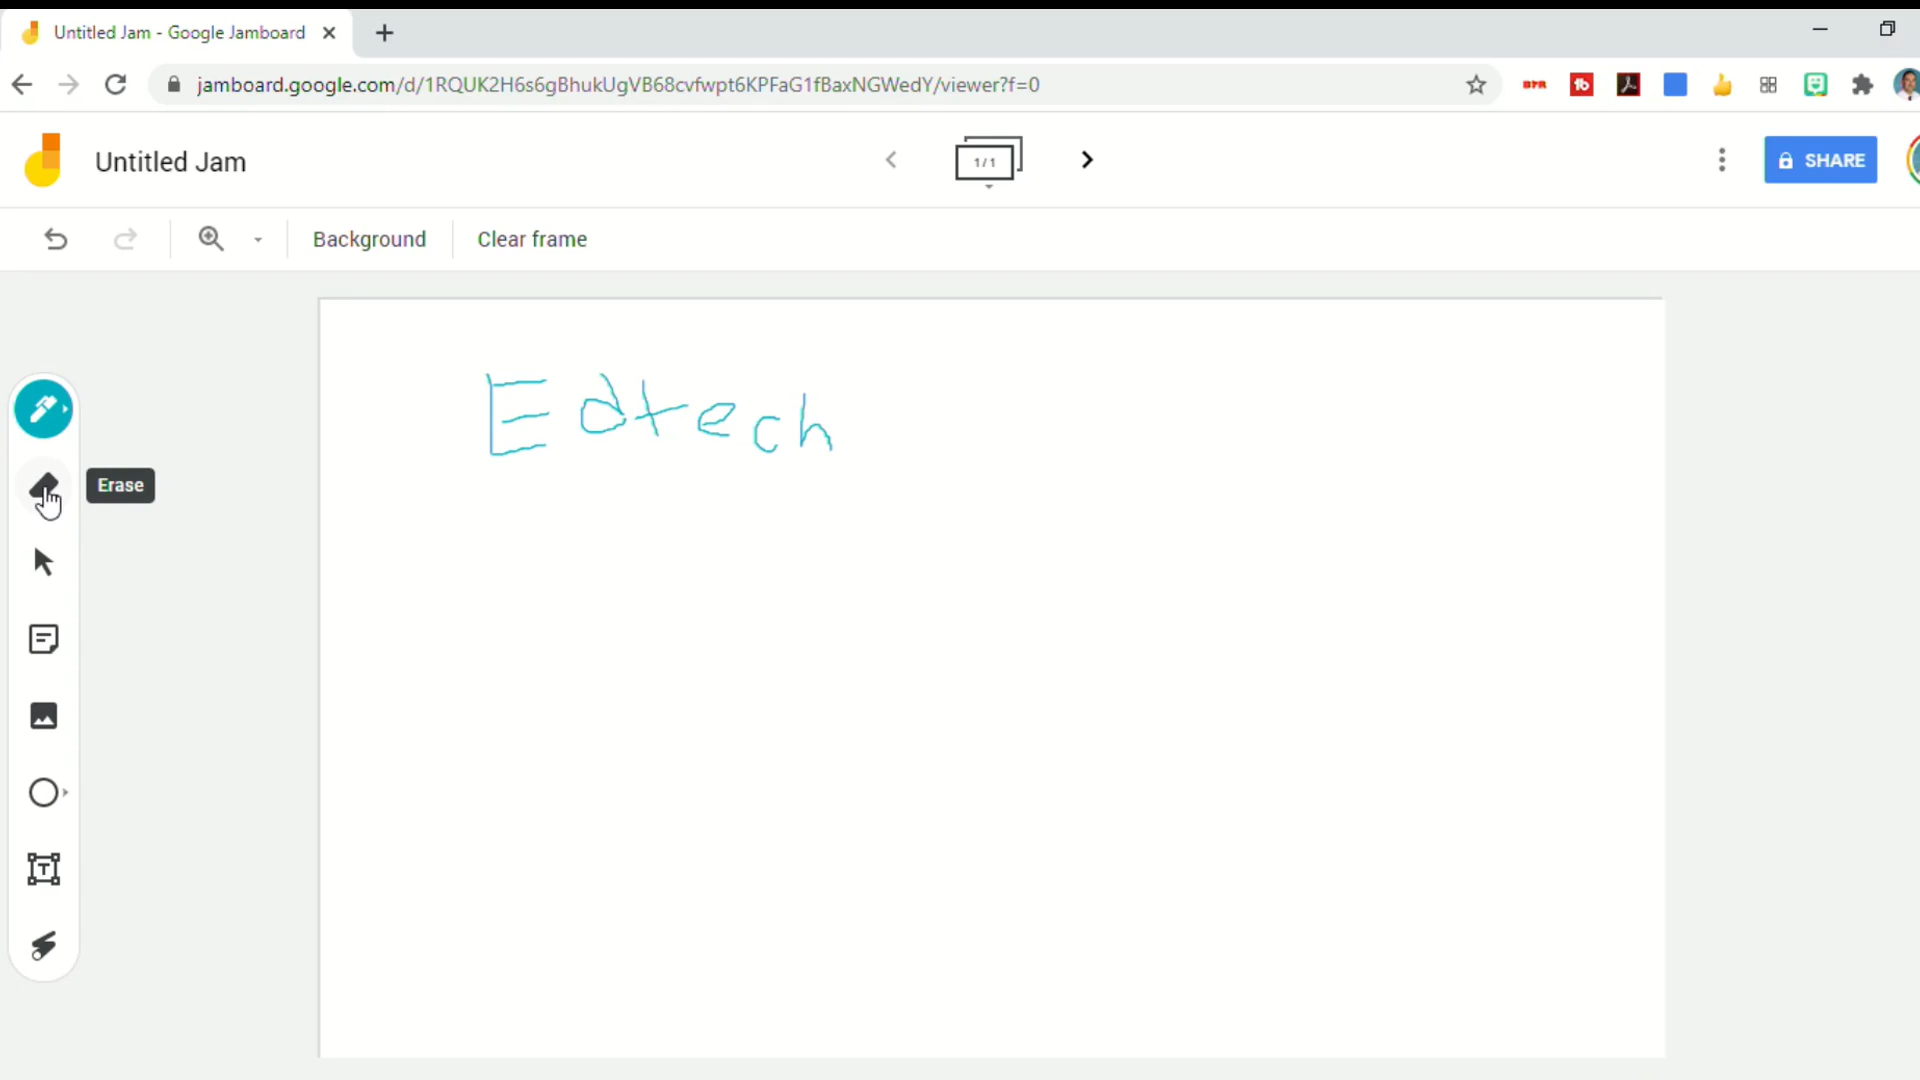 Untitled Jam - Google Jamboard
jamboard.google.com/d/1RQUK2H6s6gBhukUgVB68cvfwpt6KPFaG1fBaxNGWedY/viewer?f=0
Untitled Jam
1/1
SHARE
Background
Clear frame
Edtech
Erase